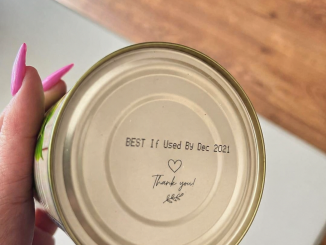 BEST If Used By Dec 2021
Thank you!